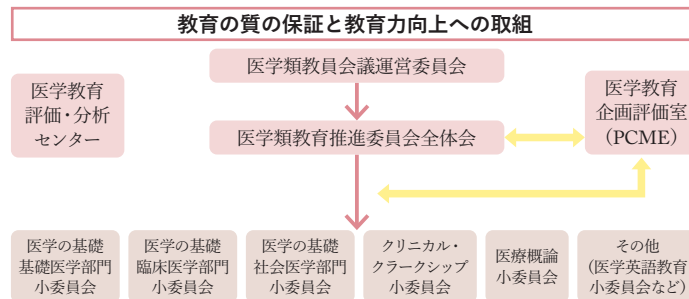 教育の質の保証と教育力向上への取組
医学類教員会議運営委員会
医学教育
評価・分析
センター
医学教育
企画評価室
（PCME）
医学類教育推進委員会全体会
医学の基礎
基礎医学部門
小委員会
医学の基礎
臨床医学部門
小委員会
医学の基礎
社会医学部門
小委員会
クリニカル・
クラークシップ
小委員会
医療概論
小委員会
その他
（医学英語教育
小委員会など）